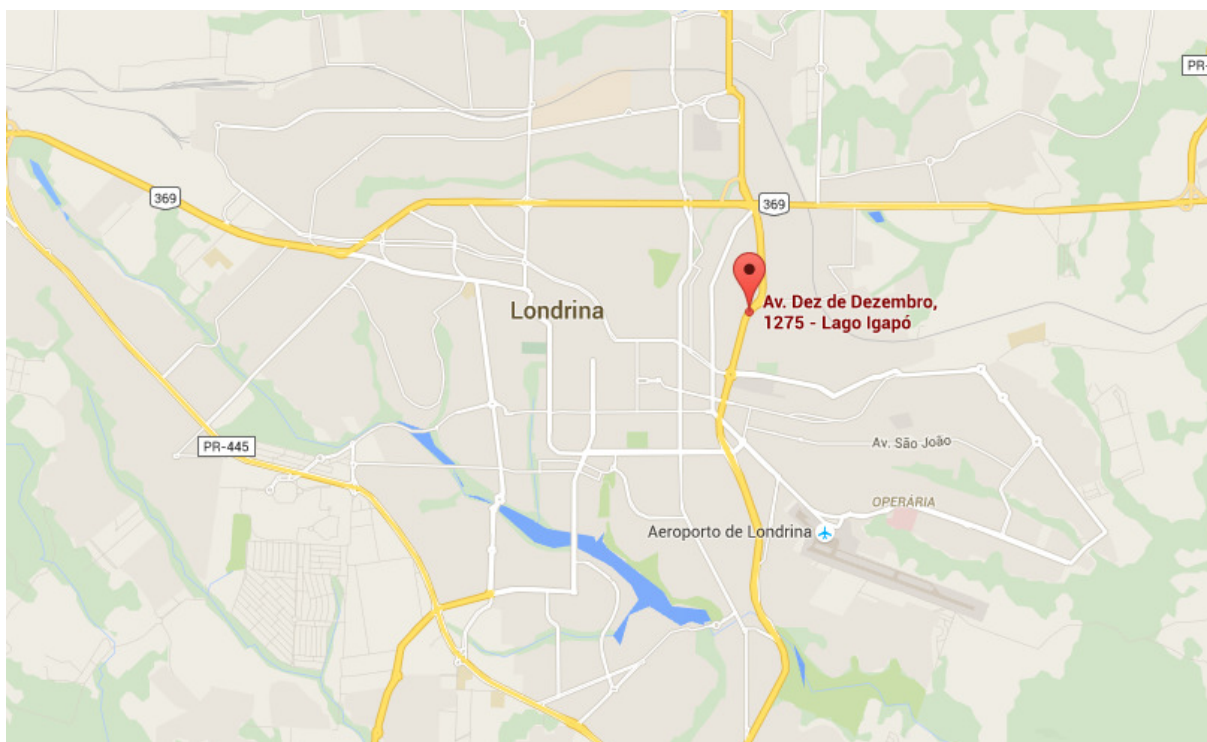 PR-
369
369
Londrina
Av. Dez de Dezembro,
1275 - Lago Igapó
PR-445
Av. São João
OPERÁRIA
Aeroporto de Londrina